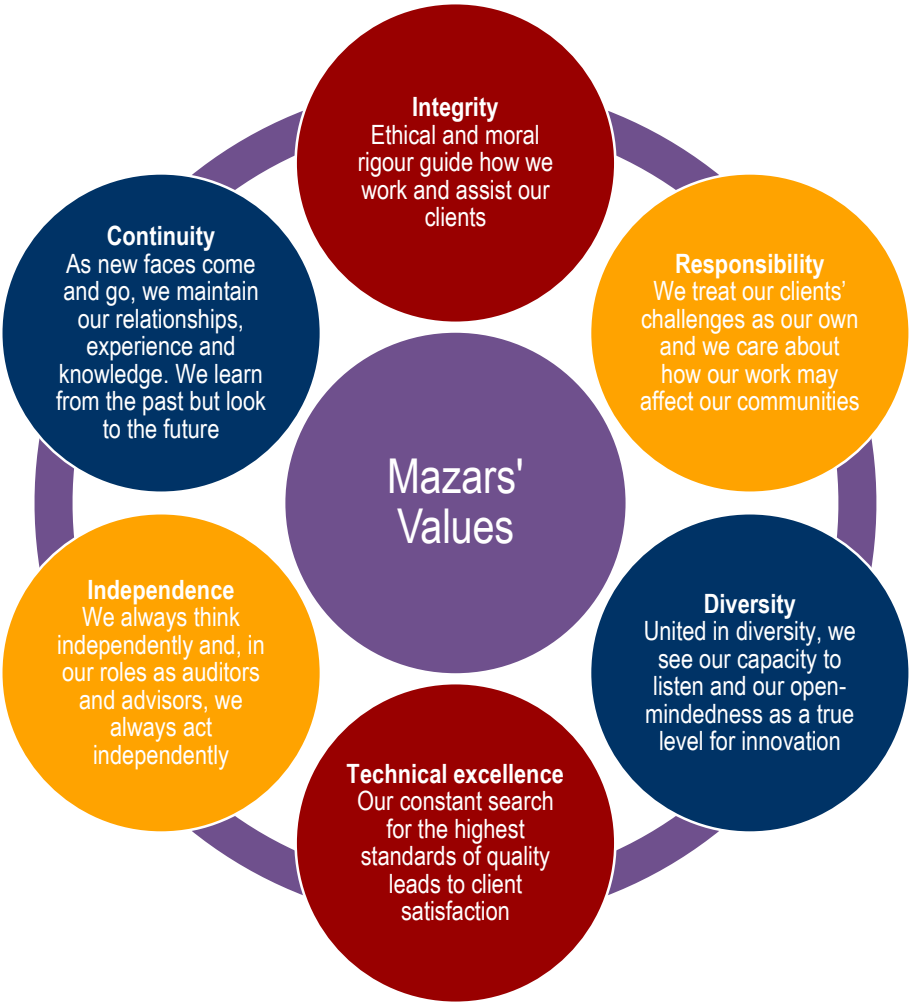 Integrity
Ethical and moral
rigour guide how we
work and assist our
clients
Responsibility
We treat our clients'
challenges as our own
and we care about
how our work may
affect our communities
Diversity
United in diversity, we
see our capacity to
listen and our open-
mindedness as a true
level for innovation
Technical excellence
Our constant search
for the highest
standards of quality
leads to client
satisfaction
Independence
We always think
independently and, in
our roles as auditors
and advisors, we
always act
independently
Continuity
As new faces come
and go, we maintain
our relationships,
experience and
knowledge. We learn
from the past but look
to the future
Mazars'
Values